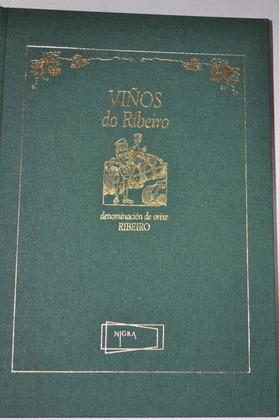 VIÑOS
do Ribeiro
denominación de orixe
RIBEIRO
NIGRA